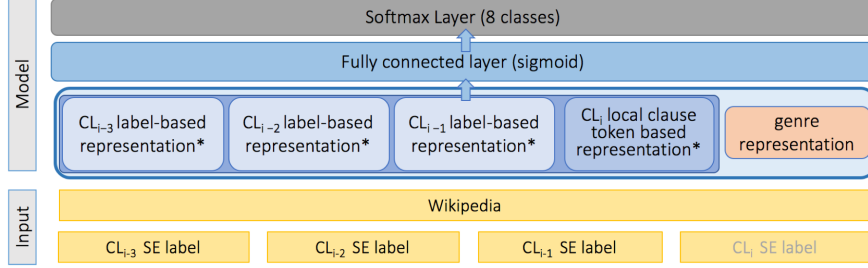 Model
Softmax Layer (8 classes)
Fully connected layer (sigmoid)
CLi−3 label-based
representation*
CLi−2 label-based
representation*
CLi−1 label-based
representation*
CLi local clause
token based
representation*
genre
representation
Input
Wikipedia
CLi-3 SE label
CLi-2 SE label
CLi-1 SE label
CLi SE label